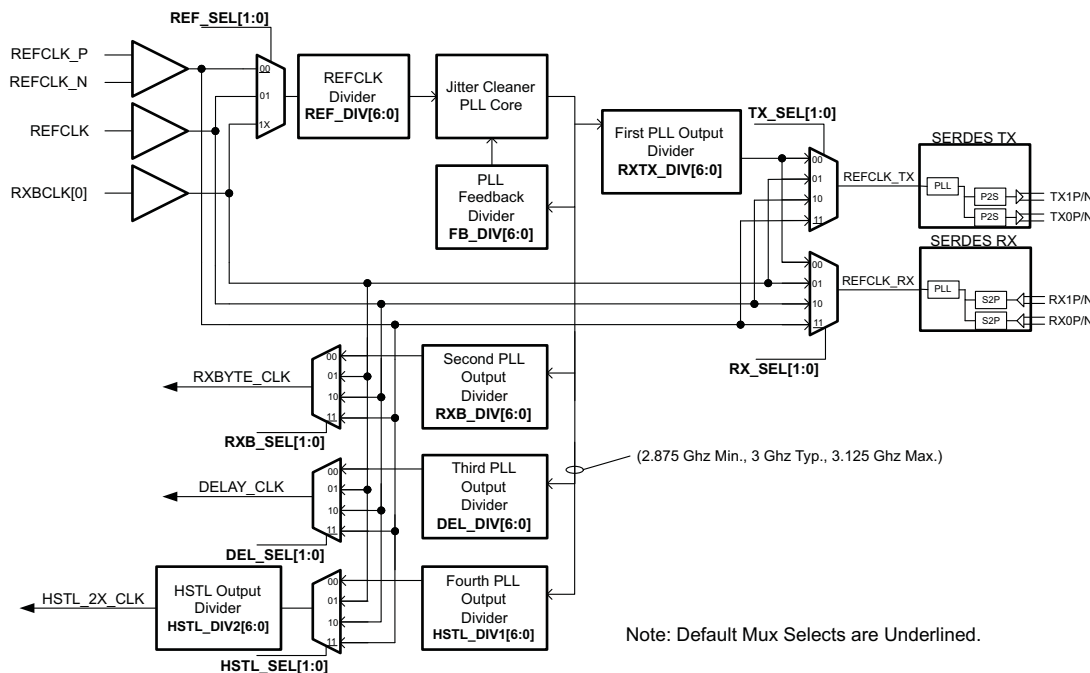 REF_SEL[1:0]
REFCLK_P
REFCLK_N
REFCLK
RXBCLK[0]
00
01
1X
REFCLK
Divider
REF_DIV[6:0]
Jitter Cleaner
PLL Core
PLL
Feedback
Divider
FB_DIV[6:0]
First PLL Output
Divider
RXTX_DIV[6:0]
TX_SEL[1:0]
00
01
10
11
REFCLK_TX
SERDES TX
PLL
P2S
P2S
TX1P/N
TX0P/N
00
01
10
11
REFCLK_RX
SERDES RX
PLL
S2P
S2P
RX1P/N
RX0P/N
RX_SEL[1:0]
RXBYTE_CLK
00
01
10
11
RXB_SEL[1:0]
Second PLL
Output
Divider
RXB_DIV[6:0]
(2.875 Ghz Min., 3 Ghz Typ., 3.125 Ghz Max.)
DELAY_CLK
00
01
10
11
DEL_SEL[1:0]
Third PLL
Output
Divider
DEL_DIV[6:0]
HSTL_2X_CLK
HSTL Output
Divider
HSTL_DIV2[6:0]
00
01
10
11
HSTL_SEL[1:0]
Fourth PLL
Output
Divider
HSTL_DIV1[6:0]
Note: Default Mux Selects are Underlined.